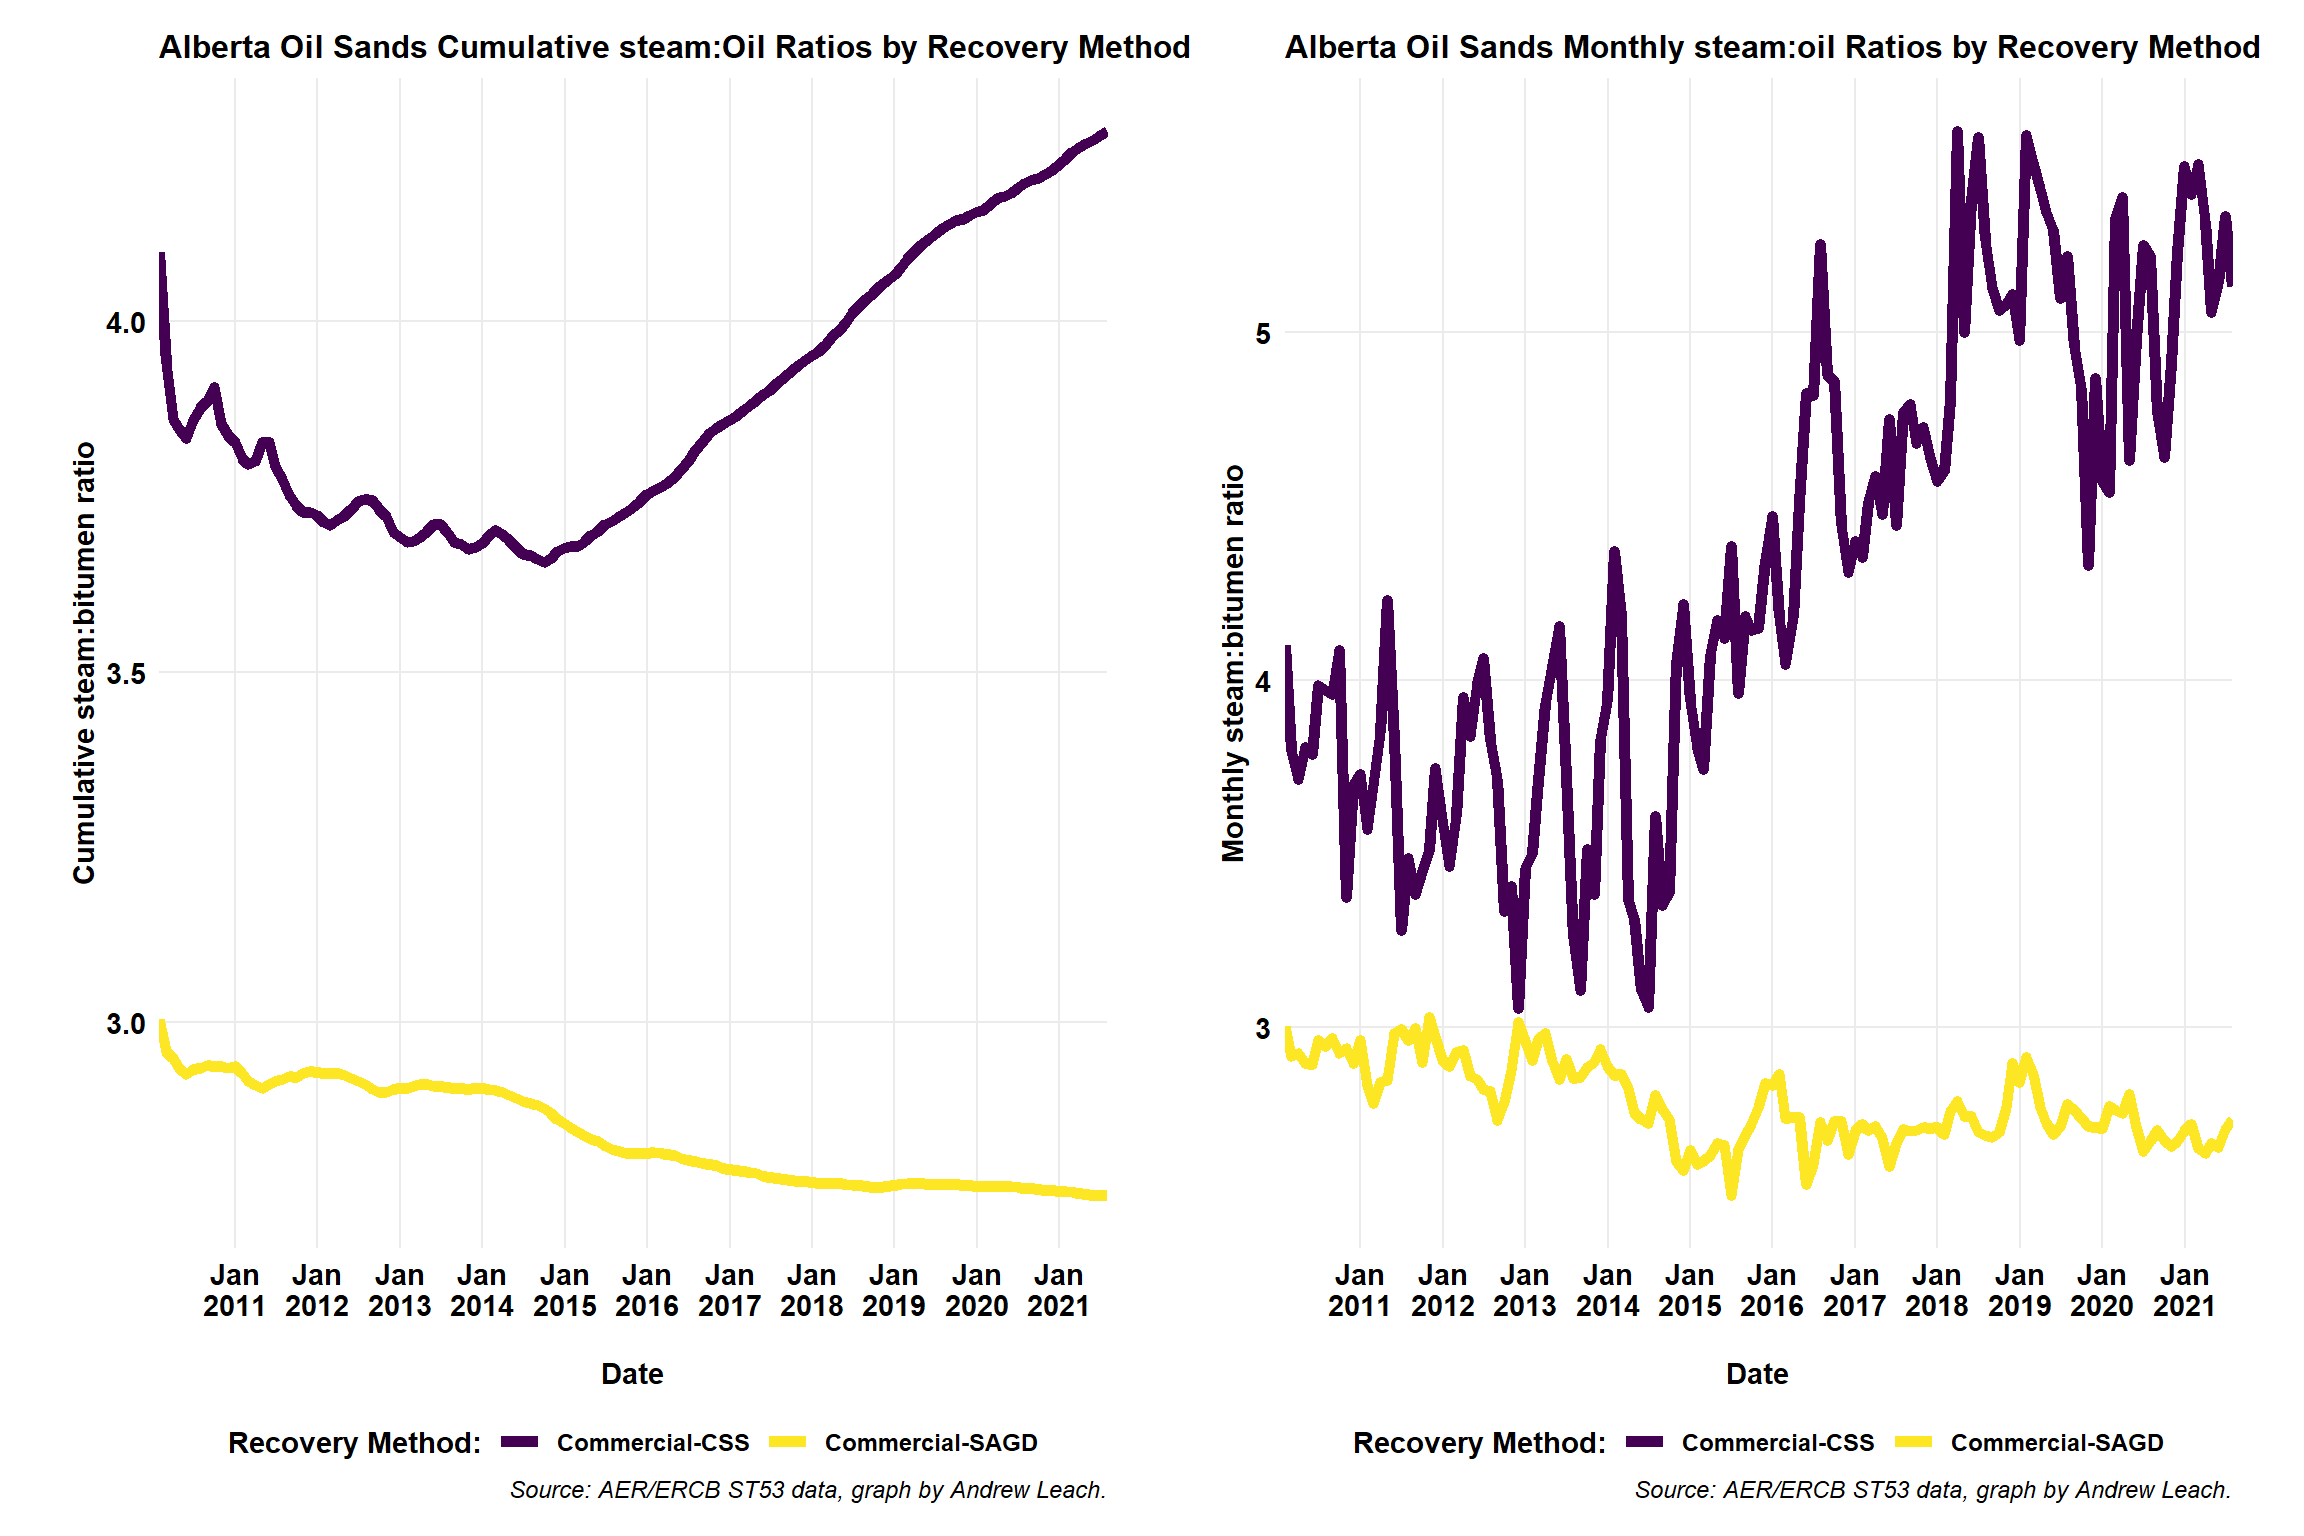 Alberta Oil Sands Cumulative steam:Oil Ratios by Recovery Method
Cumulative steam:bitumen ratio
4.0
3.5
3.0
Jan Jan Jan Jan Jan Jan Jan Jan Jan Jan Jan
2011 2012 2013 2014 2015 2016 2017 2018 2019 2020 2021
Date
Recovery Method: Commercial-CSS Commercial-SAGD
Source: AER/ERCB ST53 data, graph by Andrew Leach.
Alberta Oil Sands Monthly steam:oil Ratios by Recovery Method
Monthly steam:bitumen ratio
5
4
3
Jan Jan Jan Jan Jan Jan Jan Jan Jan Jan Jan
2011 2012 2013 2014 2015 2016 2017 2018 2019 2020 2021
Date
Recovery Method: Commercial-CSS Commercial-SAGD
Source: AER/ERCB ST53 data, graph by Andrew Leach.